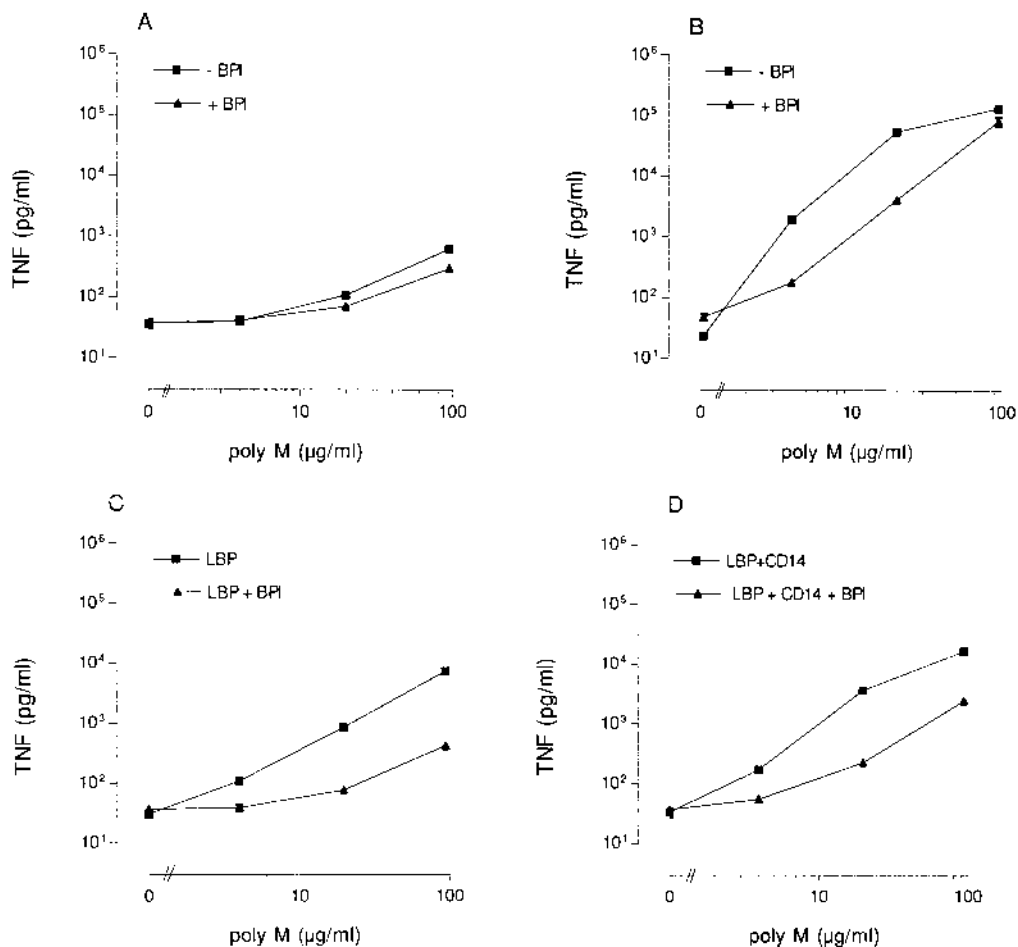 A
10⁶
10⁵
10⁴
10³
10²
10¹
TNF (pg/ml)
- BPI
+ BPI
0
10
100
poly M (µg/ml)
B
10⁶
10⁵
10⁴
10³
10²
10¹
TNF (pg/ml)
- BPI
+ BPI
0
10
100
poly M (µg/ml)
C
10⁶
10⁵
10⁴
10³
10²
10¹
TNF (pg/ml)
LBP
LBP + BPI
0
10
100
poly M (µg/ml)
D
10⁶
10⁵
10⁴
10³
10²
10¹
TNF (pg/ml)
LBP+CD14
LBP + CD14 + BPI
0
10
100
poly M (µg/ml)